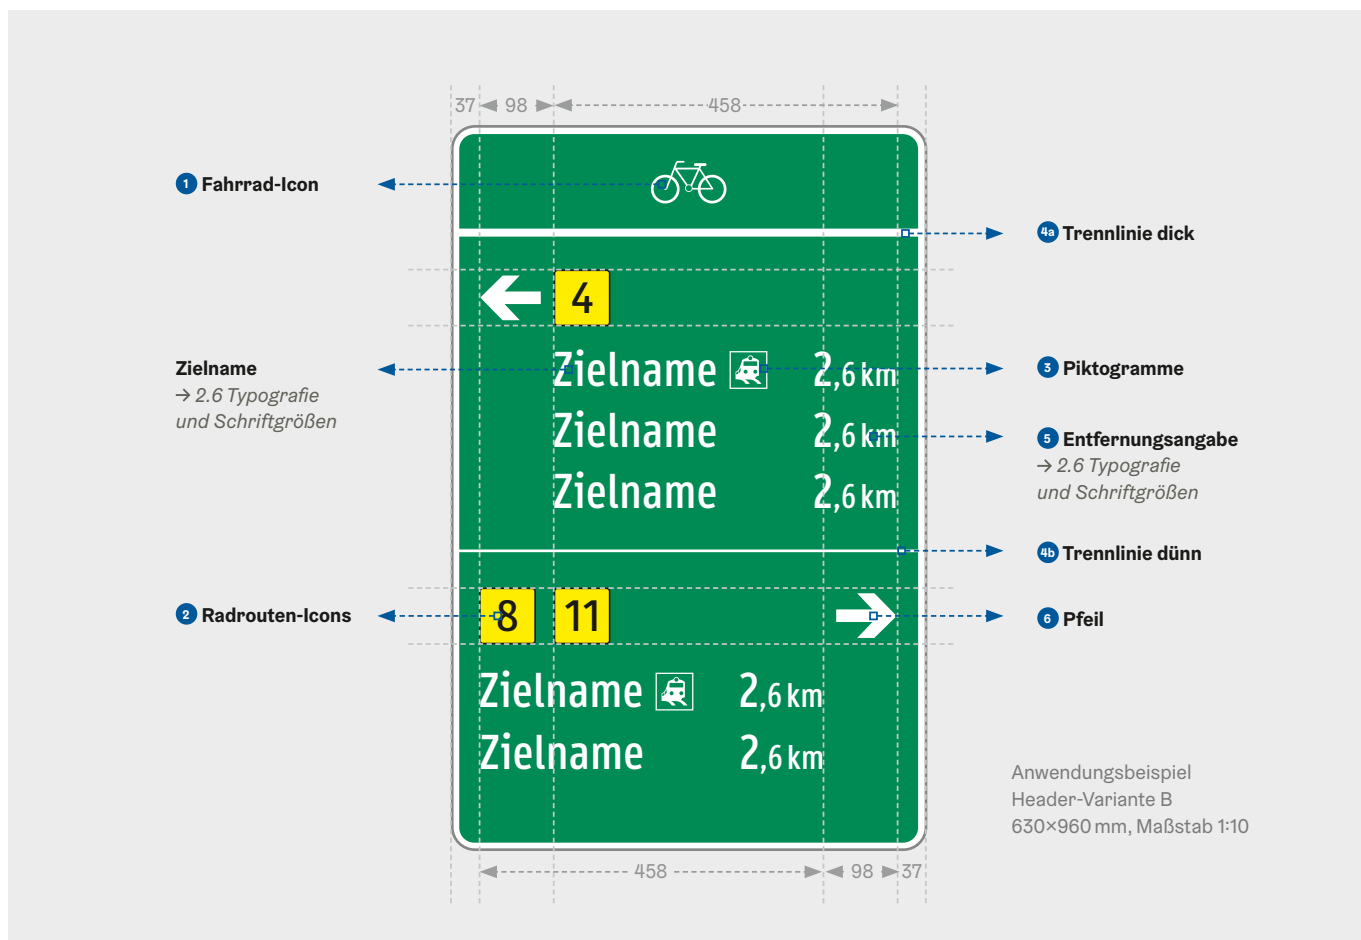 37 98 458
1 Fahrrad-Icon
4a Trennlinie dick
4
Zielname 2,6 km
Zielname
→ 2.6 Typografie
und Schriftgrößen
3 Piktogramme
Zielname 2,6 km
5 Entfernungsangabe
→ 2.6 Typografie
und Schriftgrößen
Zielname 2,6 km
4b Trennlinie dünn
2 Radrouten-Icons
8 11
6 Pfeil
Zielname 2,6 km
Zielname 2,6 km
Anwendungsbeispiel
Header-Variante B
630×960 mm, Maßstab 1:10
458 98 37